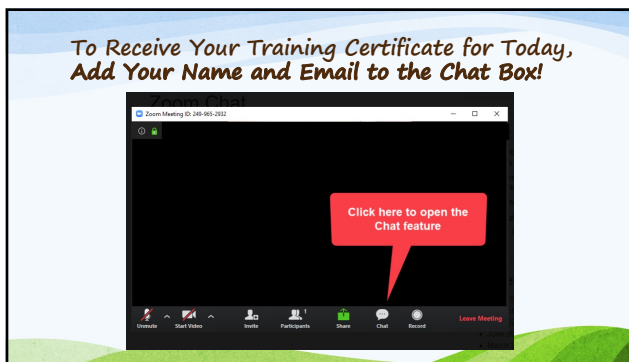 To Receive Your Training Certificate for Today,
Add Your Name and Email to the Chat Box!
Zoom Chat
Zoom Meeting ID: 249-965-2932
Click here to open the
Chat feature
Unmute Start Video Invite Participants 1 Share Chat Record Leave Meeting